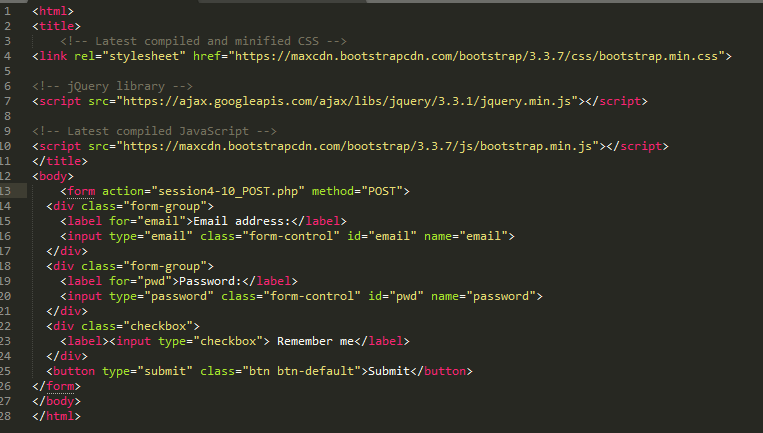 1 <html>
2 <title>
3     <!-- Latest compiled and minified CSS -->
4 <link rel="stylesheet" href="https://maxcdn.bootstrapcdn.com/bootstrap/3.3.7/css/bootstrap.min.css">
5
6 <!-- jQuery library -->
7 <script src="https://ajax.googleapis.com/ajax/libs/jquery/3.3.1/jquery.min.js"></script>
8
9 <!-- Latest compiled JavaScript -->
10 <script src="https://maxcdn.bootstrapcdn.com/bootstrap/3.3.7/js/bootstrap.min.js"></script>
11 </title>
12 <body>
13     <form action="session4-10_POST.php" method="POST">
14   <div class="form-group">
15     <label for="email">Email address:</label>
16     <input type="email" class="form-control" id="email" name="email">
17   </div>
18   <div class="form-group">
19     <label for="pwd">Password:</label>
20     <input type="password" class="form-control" id="pwd" name="password">
21   </div>
22   <div class="checkbox">
23     <label><input type="checkbox"> Remember me</label>
24   </div>
25   <button type="submit" class="btn btn-default">Submit</button>
26 </form>
27 </body>
28 </html>